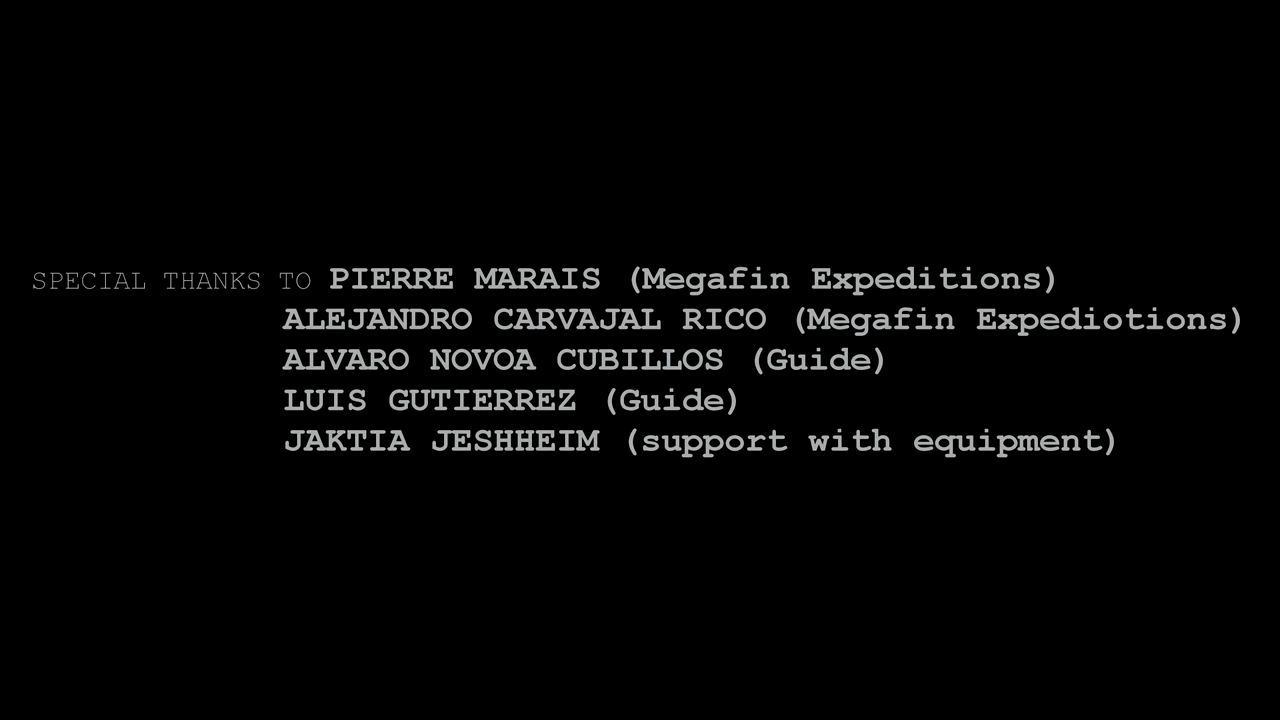 SPECIAL THANKS TO PIERRE MARAIS (Megafin Expeditions)
ALEJANDRO CARVAJAL RICO (Megafin Expediotions)
ALVARO NOVOA CUBILLOS (Guide)
LUIS GUTIERREZ (Guide)
JAKTIA JESHHEIM (support with equipment)